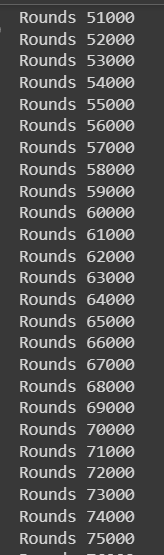 Rounds 51000
Rounds 52000
Rounds 53000
Rounds 54000
Rounds 55000
Rounds 56000
Rounds 57000
Rounds 58000
Rounds 59000
Rounds 60000
Rounds 61000
Rounds 62000
Rounds 63000
Rounds 64000
Rounds 65000
Rounds 66000
Rounds 67000
Rounds 68000
Rounds 69000
Rounds 70000
Rounds 71000
Rounds 72000
Rounds 73000
Rounds 74000
Rounds 75000